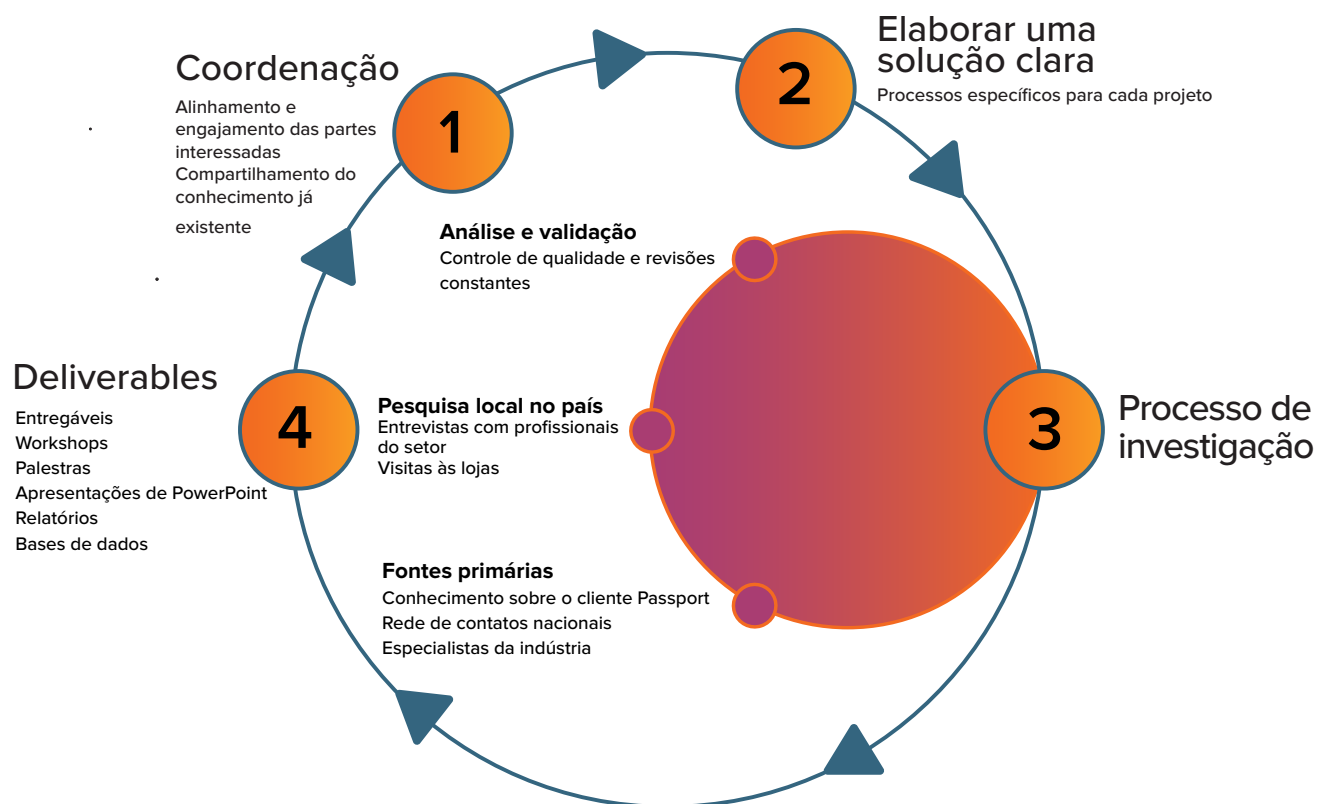 Coordenação
Alinhamento e
engajamento das partes
interessadas
Compartilhamento do
conhecimento já
existente
1
2
Elaborar uma
solução clara
Processos específicos para cada projeto
Análise e validação
Controle de qualidade e revisões
constantes
Deliverables
Entregáveis
Workshops
Palestras
Apresentações de PowerPoint
Relatórios
Bases de dados
4
Pesquisa local no país
Entrevistas com profissionais
do setor
Visitas às lojas
3
Processo de
investigação
Fontes primárias
Conhecimento sobre o cliente Passport
Rede de contatos nacionais
Especialistas da indústria